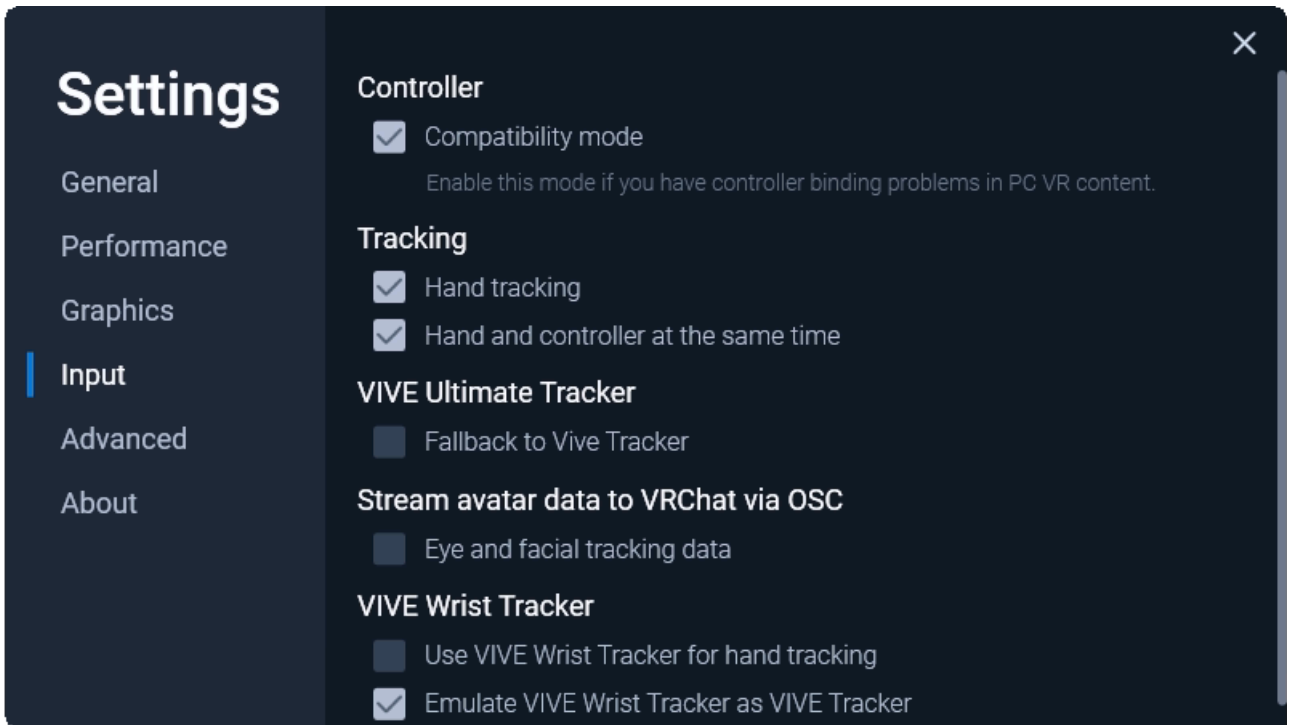 Settings
General
Performance
Graphics
Input
Advanced
About
Controller
Compatibility mode
Enable this mode if you have controller binding problems in PC VR content.
Tracking
Hand tracking
Hand and controller at the same time
VIVE Ultimate Tracker
Fallback to Vive Tracker
Stream avatar data to VRChat via OSC
Eye and facial tracking data
VIVE Wrist Tracker
Use VIVE Wrist Tracker for hand tracking
Emulate VIVE Wrist Tracker as VIVE Tracker